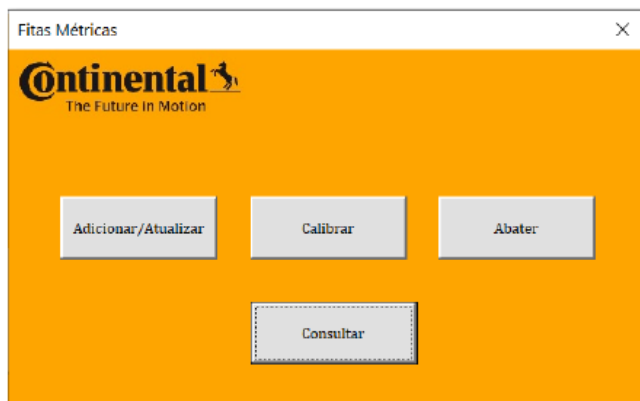 Fitas Métricas
Continental
The Future in Motion
Adicionar/Atualizar
Calibrar
Abater
Consultar